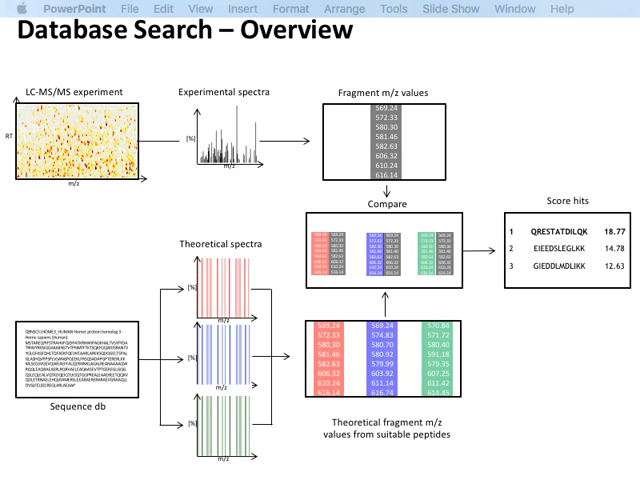 PowerPoint File Edit View Insert Format Arrange Tools Slide Show Window Help
Database Search – Overview
LC-MS/MS experiment
RT
m/z
Experimental spectra
[%]
m/z
Fragment m/z values
569.24
572.33
580.30
581.46
582.63
606.32
610.24
616.14
Compare
Score hits
1 QRESTATDILQK 18.77
2 EIEEDSLEGLKK 14.78
3 GIEDDLMDLIKK 12.63
Theoretical spectra
[%]
m/z
[%]
m/z
[%]
m/z
Sequence db
569.24 569.24 570.84
572.33 574.83 571.72
580.30 580.70 580.40
581.46 580.92 591.18
582.63 579.99 579.35
606.32 603.92 607.25
610.24 611.14 611.42
616.14 616.74 614.45
Theoretical fragment m/z
values from suitable peptides